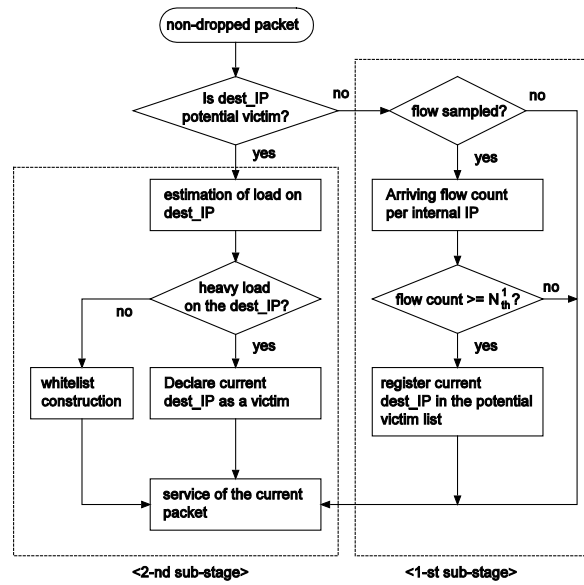 non-dropped packet
Is dest_IP
potential victim?
no
flow sampled?
no
yes
yes
estimation of load on
dest_IP
Arriving flow count
per internal IP
heavy load
on the dest_IP?
no
flow count >= N¹th?
no
yes
yes
whitelist
construction
Declare current
dest_IP as a victim
register current
dest_IP in the potential
victim list
service of the current
packet
<2-nd sub-stage>
<1-st sub-stage>